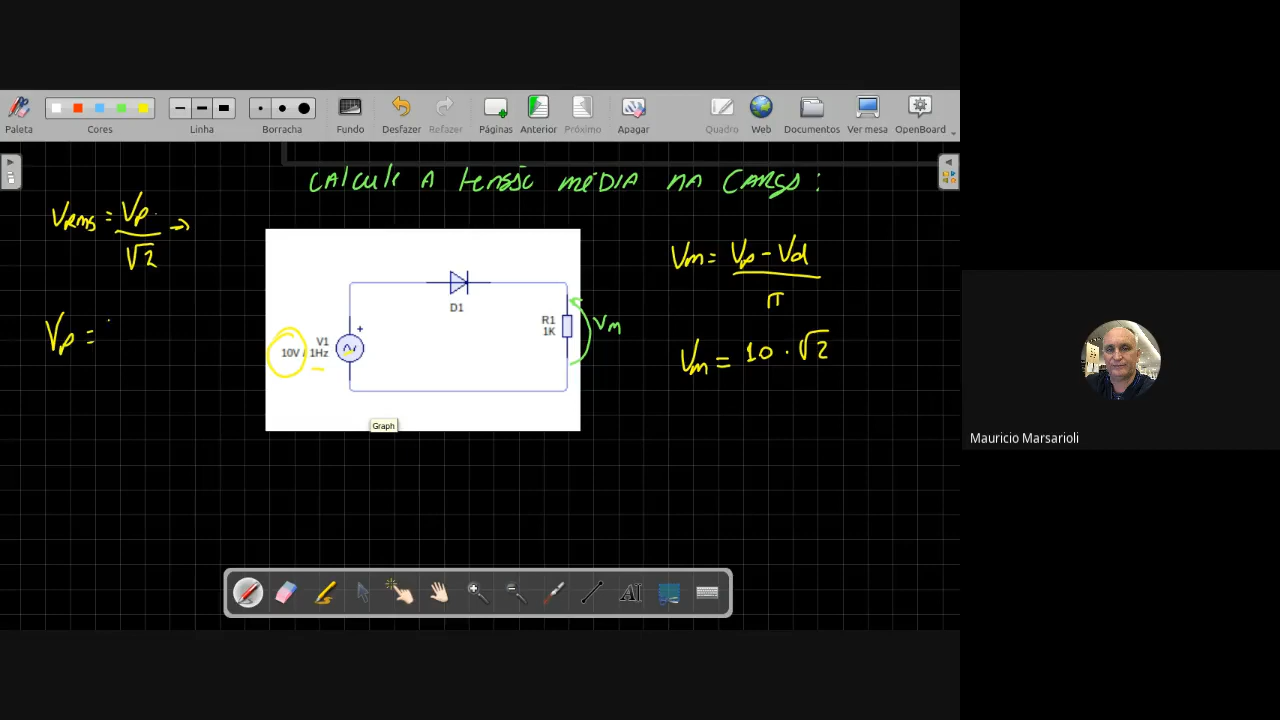 Paleta Cores Linha Borracha Fundo Desfazer Refazer Páginas Anterior Próximo Apagar Quadro Web Documentos Ver mesa OpenBoard
CALCULE A TENSÃO MÉDIA NA CARGA:
VRMS = Vp / √2 →
Vp =
D1
R1
1K
Vm
V1
10V / 1Hz
Graph
Vm = Vp - Vd / π
Vm = 10 · √2
AI
Mauricio Marsarioli